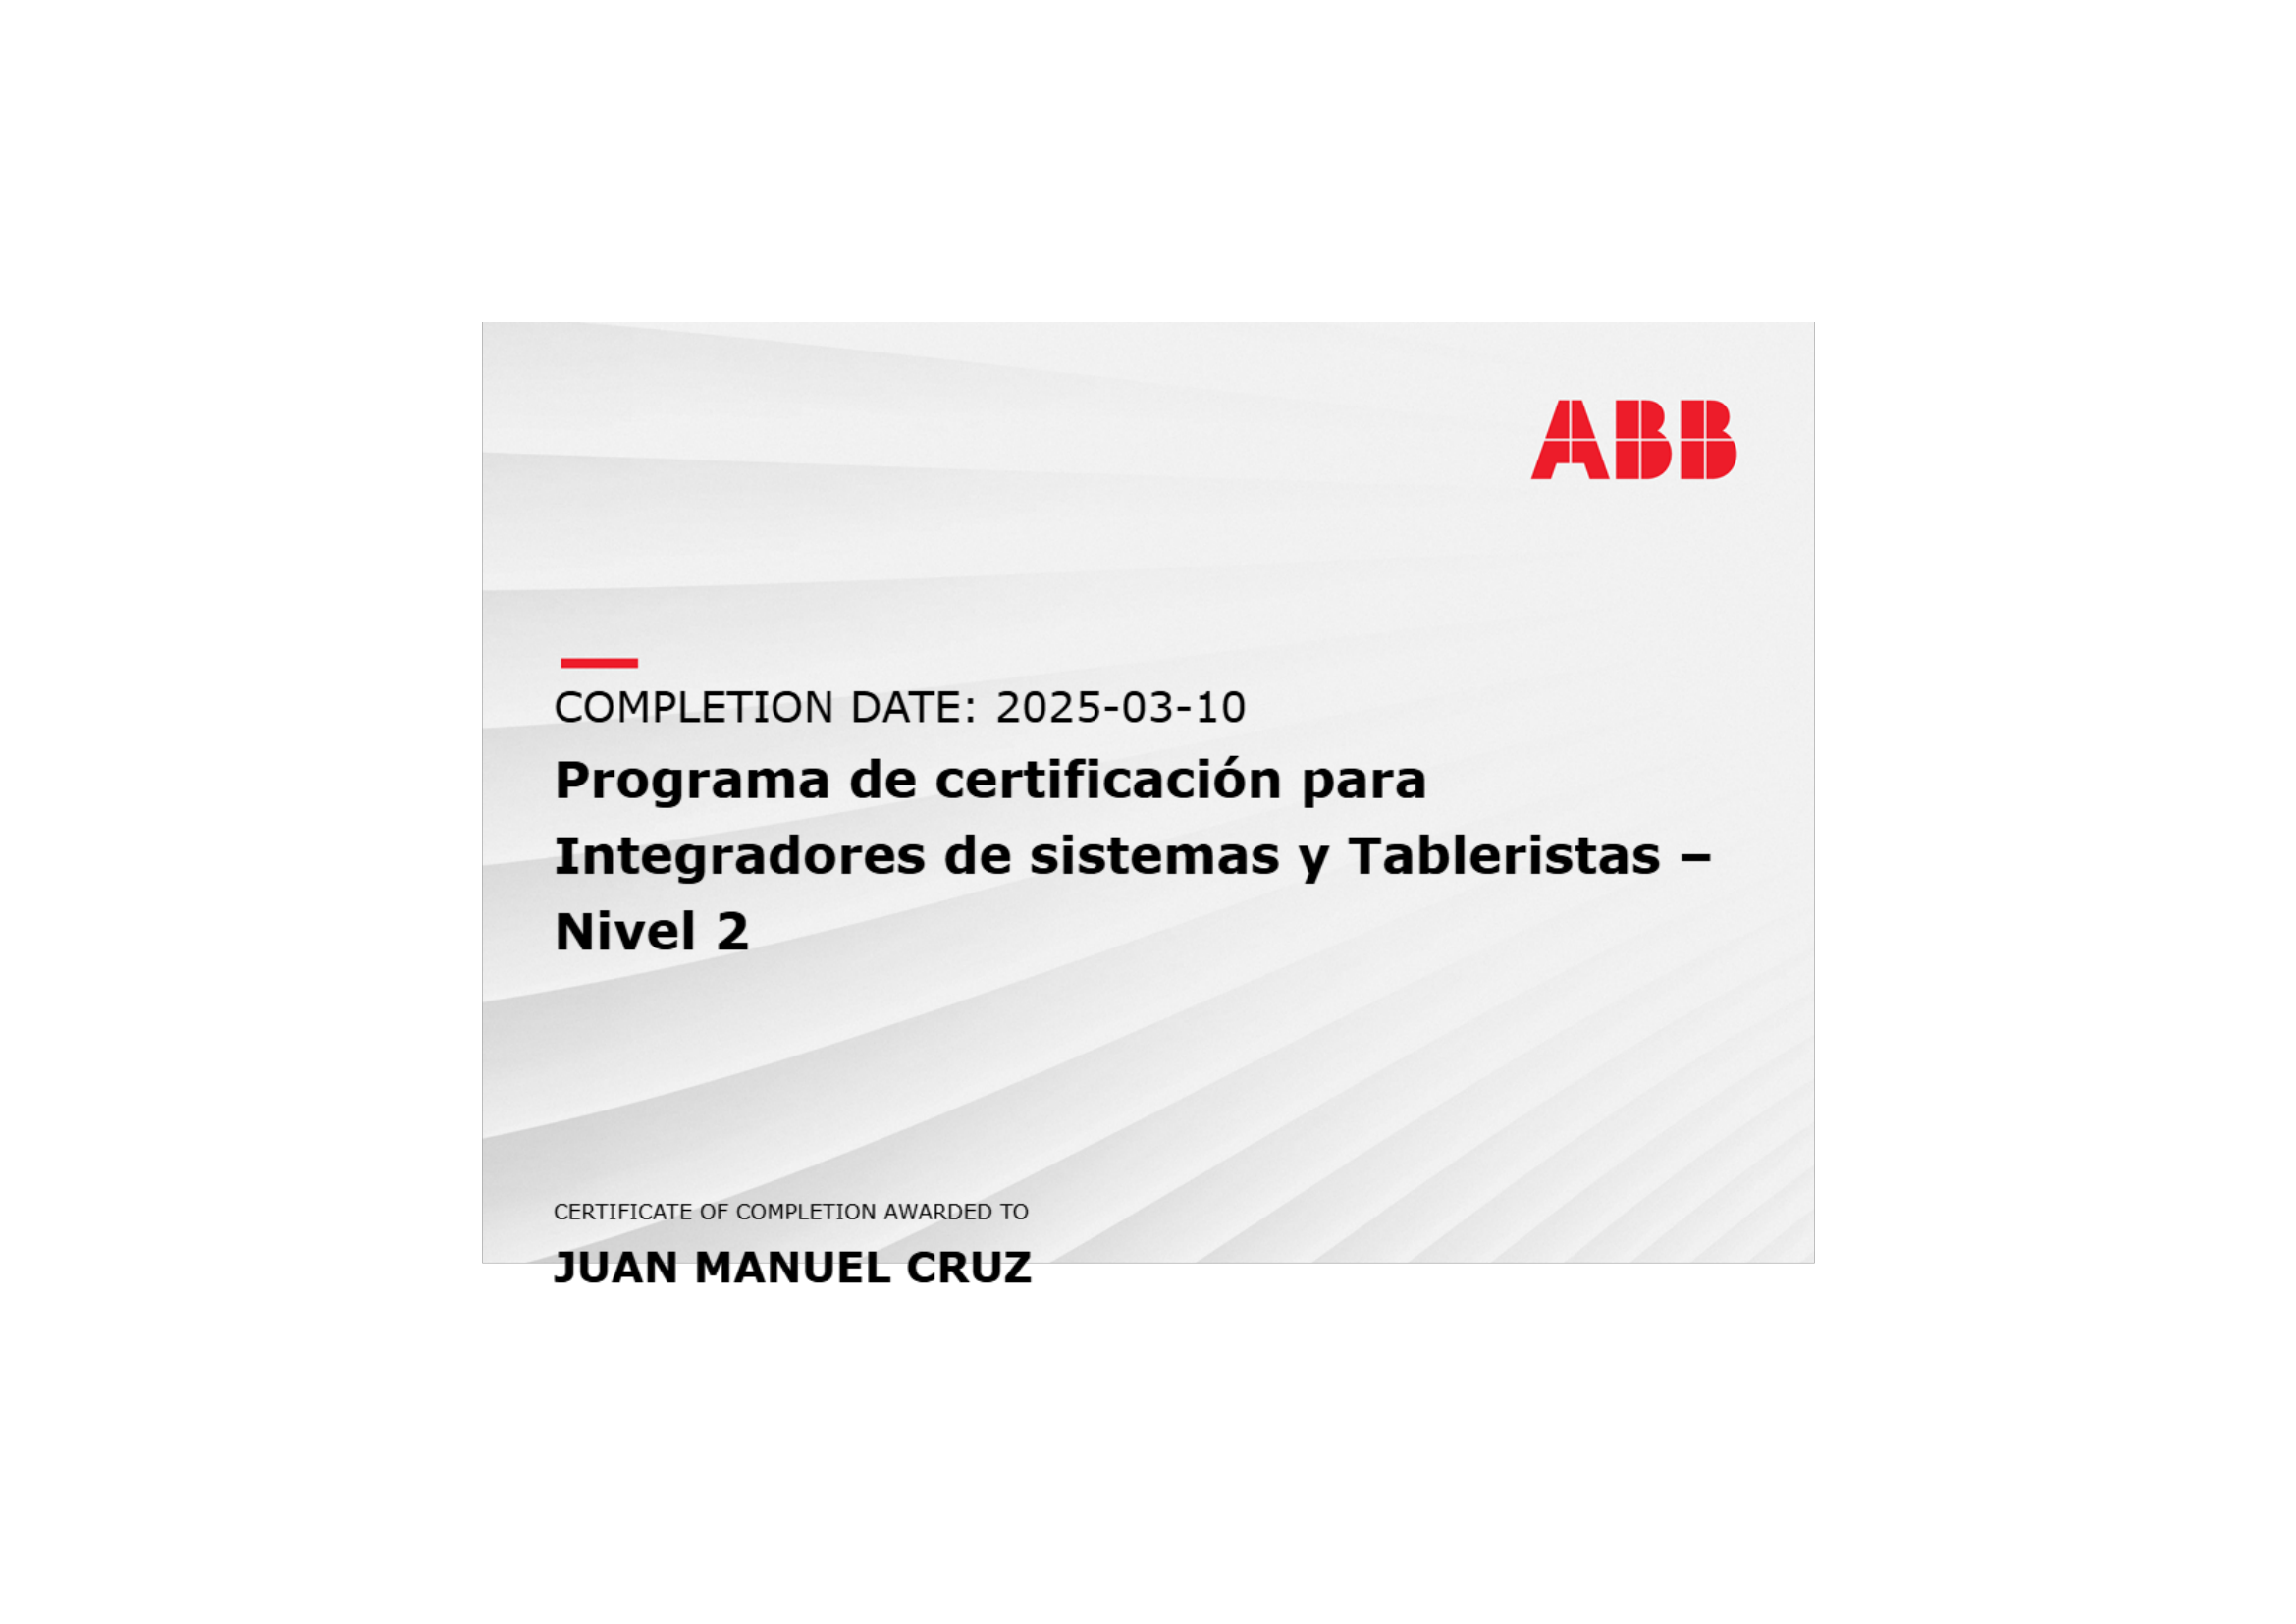 ABB
COMPLETION DATE: 2025-03-10
Programa de certificación para
Integradores de sistemas y Tableristas –
Nivel 2
CERTIFICATE OF COMPLETION AWARDED TO
JUAN MANUEL CRUZ